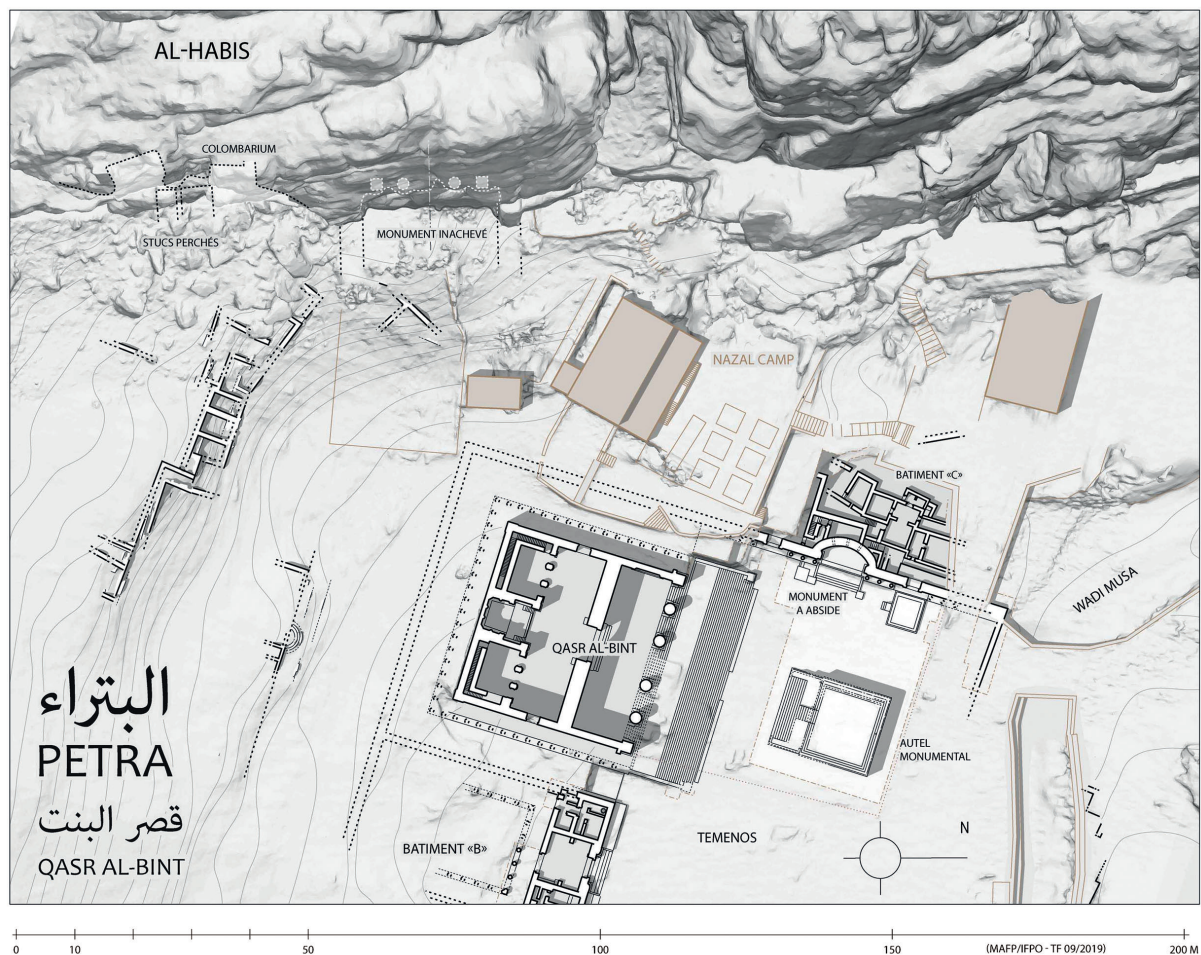 AL-HABIS
COLOMBARIUM
STUCS PERCHÉS
MONUMENT INACHEVÉ
NAZAL CAMP
BATIMENT «C»
WADI MUSA
MONUMENT
A ABSIDE
QASR AL-BINT
AUTEL
MONUMENTAL
البتراء
PETRA
قصر البنت
QASR AL-BINT
BATIMENT «B»
TEMENOS
N
0 10 50 100 150 (MAFP/IFPO - TF 09/2019) 200 M